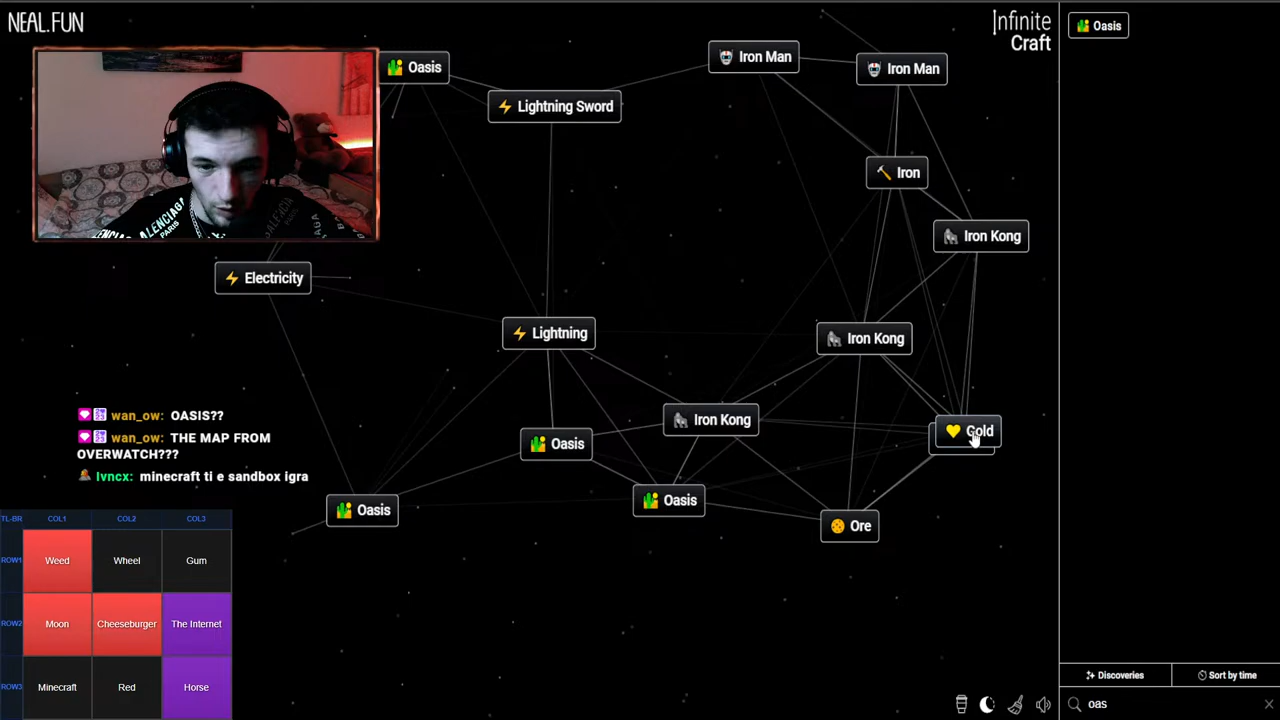 NEAL.FUN
Infinite
Craft
Oasis
Oasis
Iron Man
Iron Man
Lightning Sword
Iron
BALENCIAGA
PARIS
Iron Kong
Electricity
Lightning
Iron Kong
Iron Kong
Gold
Oasis
Oasis
Oasis
Ore
wan_ow: OASIS??
wan_ow: THE MAP FROM
OVERWATCH???
lvncx: minecraft ti e sandbox igra
TL-BR COL1 COL2 COL3
ROW1 Weed Wheel Gum
ROW2 Moon Cheeseburger The Internet
ROW3 Minecraft Red Horse
Discoveries
Sort by time
oas